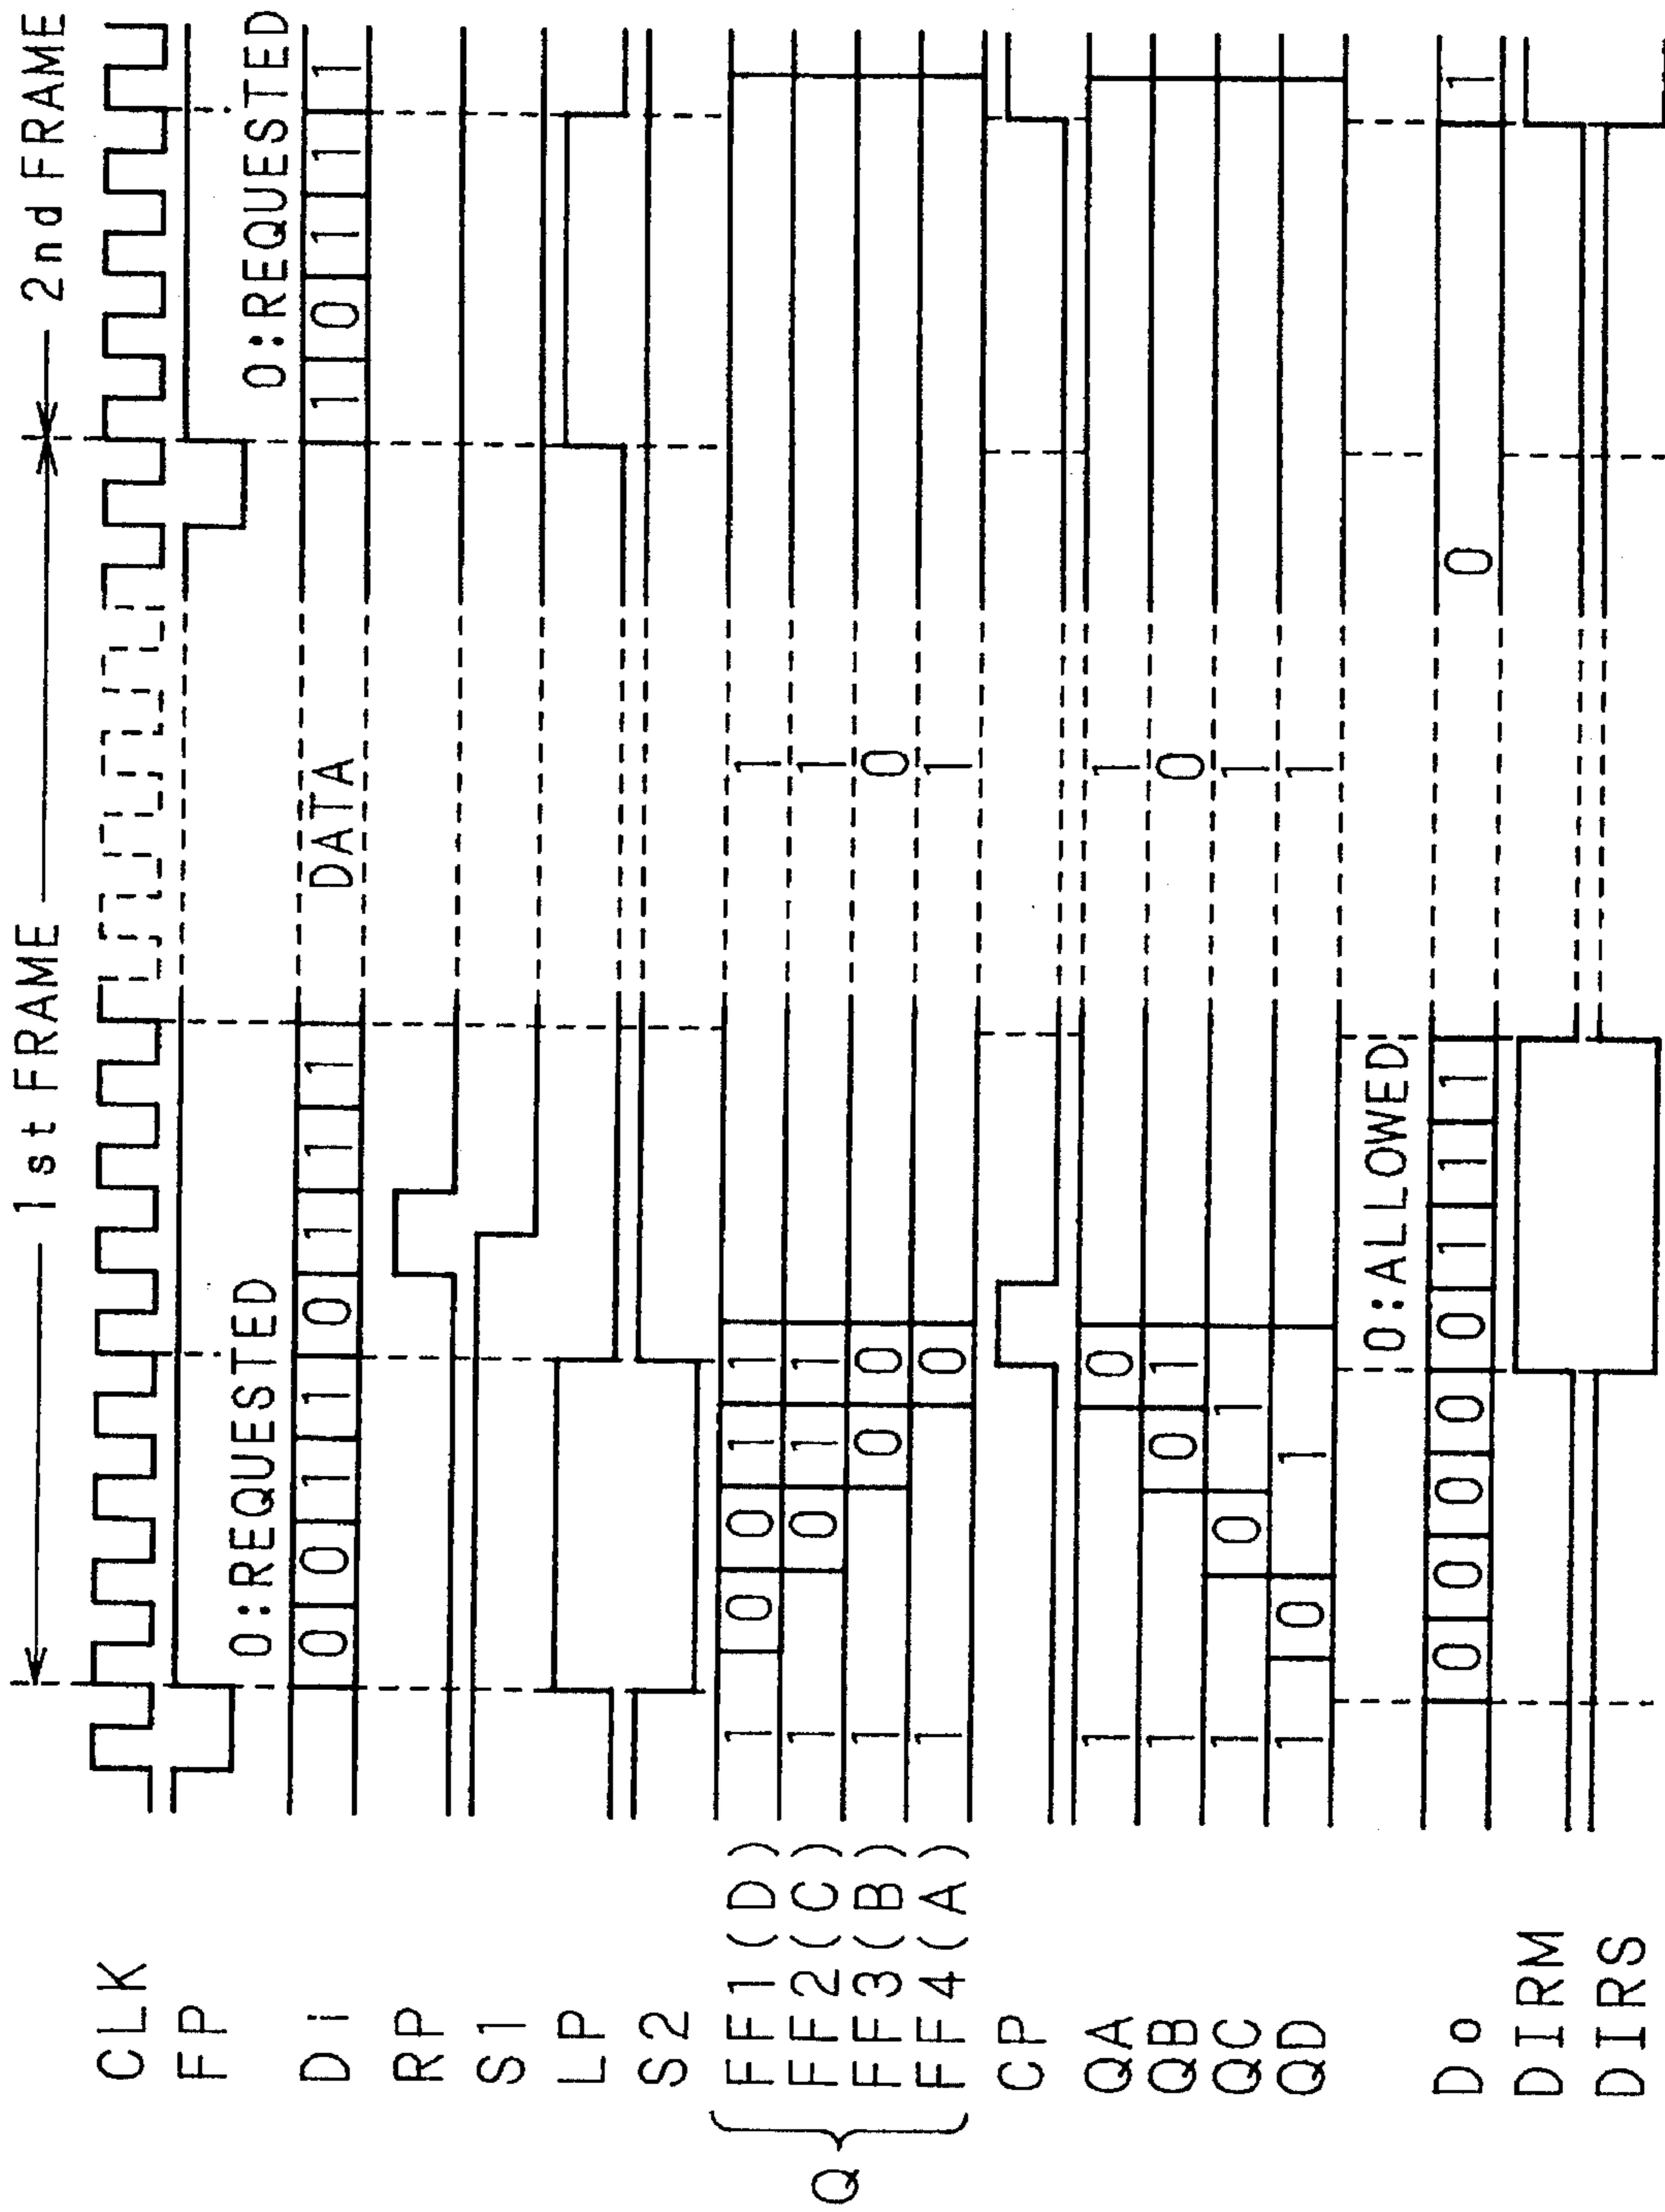 1st FRAME 2nd FRAME
CLK
FP
0:REQUESTED 0:REQUESTED
Di 0 0 1 1 0 1 1 1 DATA 1 0 1 1 1
RP
S1
LP
S2
Q
FF1(D) 1 0 0 1 1 1
FF2(C) 1 0 1 1 1
FF3(B) 1 0 0 0
FF4(A) 1 0 1
CP
QA 1 0 1
QB 1 0 1 0
QC 1 0 1 1
QD 1 0 1 1
0:ALLOWED
Do 0 0 0 0 0 1 1 1 0 1
DIRM
DIRS